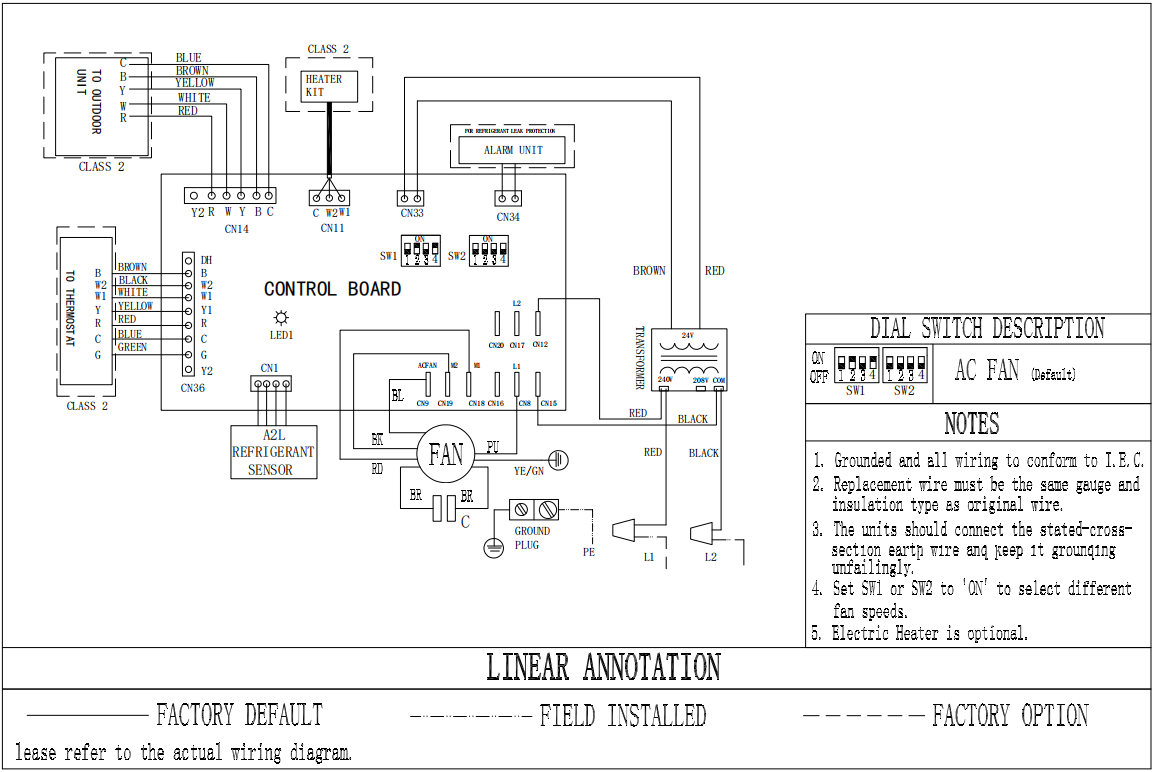 CLASS 2
HEATER
KIT
TO OUTDOOR
UNIT
C
B
Y
W
R
BLUE
BROWN
YELLOW
WHITE
RED
CLASS 2
FOR REFRIGERANT LEAK PROTECTION
ALARM UNIT
Y2 R W Y B C
CN14
C W2 W1
CN11
CN33
CN34
SW1
ON
1 2 3 4
SW2
ON
1 2 3 4
TO THERMOSTAT
B
W2
W1
Y
R
C
G
BROWN
BLACK
WHITE
YELLOW
RED
BLUE
GREEN
CLASS 2
DH
B
W2
W1
Y1
R
C
G
Y2
CN36
CONTROL BOARD
LED1
CN1
A2L
REFRIGERANT
SENSOR
L2
CN20 CN17 CN12
ACFAN M2 M1 L1
CN9 CN19 CN18 CN16 CN8 CN15
BL
BK
RD
FAN
PU
YE/GN
BR
BR
C
BROWN
RED
TRANSFORMER
24V
240V 208V COM
RED
BLACK
RED
BLACK
GROUND
PLUG
PE
L1
L2
DIAL SWITCH DESCRIPTION
ON
OFF
1 2 3 4
1 2 3 4
SW1
SW2
AC FAN (Default)
NOTES
1. Grounded and all wiring to conform to I.E.C.
2. Replacement wire must be the same gauge and
insulation type as original wire.
3. The units should connect the stated-cross-
section earth wire and keep it grounding
unfailingly.
4. Set SW1 or SW2 to 'ON' to select different
fan speeds.
5. Electric Heater is optional.
LINEAR ANNOTATION
FACTORY DEFAULT
FIELD INSTALLED
FACTORY OPTION
lease refer to the actual wiring diagram.